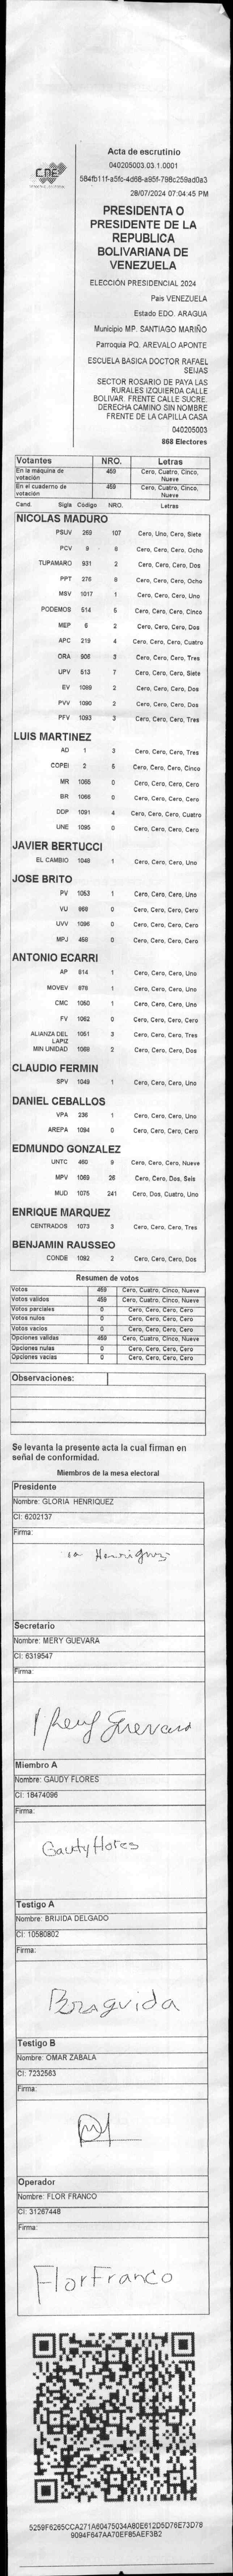 CNE
Acta de escrutinio
040205003.03.1.0001
584fb11f-a5fc-4d68-a95f-798c259ad0a3
28/07/2024 07:04:45 PM
PRESIDENTA O
PRESIDENTE DE LA
REPUBLICA
BOLIVARIANA DE
VENEZUELA
ELECCIÓN PRESIDENCIAL 2024
Pais VENEZUELA
Estado EDO. ARAGUA
Municipio MP. SANTIAGO MARIÑO
Parroquia PQ. AREVALO APONTE
ESCUELA BASICA DOCTOR RAFAEL
SEIJAS
SECTOR ROSARIO DE PAYA LAS
RURALES IZQUIERDA CALLE
BOLIVAR. FRENTE CALLE SUCRE.
DERECHA CAMINO SIN NOMBRE
FRENTE DE LA CAPILLA CASA
040205003
868 Electores
Votantes NRO. Letras
En la máquina de votación 459 Cero, Cuatro, Cinco, Nueve
En el cuaderno de votación 459 Cero, Cuatro, Cinco, Nueve
Cand. Sigla Código NRO. Letras
NICOLAS MADURO
PSUV 269 107 Cero, Uno, Cero, Siete
PCV 9 8 Cero, Cero, Cero, Ocho
TUPAMARO 931 2 Cero, Cero, Cero, Dos
PPT 276 8 Cero, Cero, Cero, Ocho
MSV 1017 1 Cero, Cero, Cero, Uno
PODEMOS 514 5 Cero, Cero, Cero, Cinco
MEP 6 2 Cero, Cero, Cero, Dos
APC 219 4 Cero, Cero, Cero, Cuatro
ORA 906 3 Cero, Cero, Cero, Tres
UPV 513 7 Cero, Cero, Cero, Siete
EV 1089 2 Cero, Cero, Cero, Dos
PVV 1090 2 Cero, Cero, Cero, Dos
PFV 1093 3 Cero, Cero, Cero, Tres
LUIS MARTINEZ
AD 1 3 Cero, Cero, Cero, Tres
COPEI 2 5 Cero, Cero, Cero, Cinco
MR 1065 0 Cero, Cero, Cero, Cero
BR 1066 0 Cero, Cero, Cero, Cero
DDP 1091 4 Cero, Cero, Cero, Cuatro
UNE 1095 0 Cero, Cero, Cero, Cero
JAVIER BERTUCCI
EL CAMBIO 1048 1 Cero, Cero, Cero, Uno
JOSE BRITO
PV 1053 1 Cero, Cero, Cero, Uno
VU 868 0 Cero, Cero, Cero, Cero
UVV 1096 0 Cero, Cero, Cero, Cero
MPJ 458 0 Cero, Cero, Cero, Cero
ANTONIO ECARRI
AP 814 1 Cero, Cero, Cero, Uno
MOVEV 878 1 Cero, Cero, Cero, Uno
CMC 1050 1 Cero, Cero, Cero, Uno
FV 1062 0 Cero, Cero, Cero, Cero
ALIANZA DEL LAPIZ 1051 3 Cero, Cero, Cero, Tres
MIN UNIDAD 1068 2 Cero, Cero, Cero, Dos
CLAUDIO FERMIN
SPV 1049 1 Cero, Cero, Cero, Uno
DANIEL CEBALLOS
VPA 236 1 Cero, Cero, Cero, Uno
AREPA 1094 0 Cero, Cero, Cero, Cero
EDMUNDO GONZALEZ
UNTC 460 9 Cero, Cero, Cero, Nueve
MPV 1069 26 Cero, Cero, Dos, Seis
MUD 1075 241 Cero, Dos, Cuatro, Uno
ENRIQUE MARQUEZ
CENTRADOS 1073 3 Cero, Cero, Cero, Tres
BENJAMIN RAUSSEO
CONDE 1092 2 Cero, Cero, Cero, Dos
Resumen de votos
Votos 459 Cero, Cuatro, Cinco, Nueve
Votos válidos 459 Cero, Cuatro, Cinco, Nueve
Votos parciales 0 Cero, Cero, Cero, Cero
Votos nulos 0 Cero, Cero, Cero, Cero
Votos vacíos 0 Cero, Cero, Cero, Cero
Opciones validas 459 Cero, Cuatro, Cinco, Nueve
Opciones nulas 0 Cero, Cero, Cero, Cero
Opciones vacías 0 Cero, Cero, Cero, Cero
Observaciones:
Se levanta la presente acta la cual firman en
señal de conformidad.
Miembros de la mesa electoral
Presidente
Nombre: GLORIA HENRIQUEZ
CI: 6202137
Firma:
Henriquez
Secretario
Nombre: MERY GUEVARA
CI: 6319547
Firma:
Mery Guevara
Miembro A
Nombre: GAUDY FLORES
CI: 18474096
Firma:
Gaudy Flores
Testigo A
Nombre: BRIJIDA DELGADO
CI: 10580802
Firma:
Testigo B
Nombre: OMAR ZABALA
CI: 7232563
Firma:
Operador
Nombre: FLOR FRANCO
CI: 31267448
Firma:
Flor Franco
5259F6265CCA271A60475034A80E612D5D76E73D78
9094F647AA70EF85AEF3B2